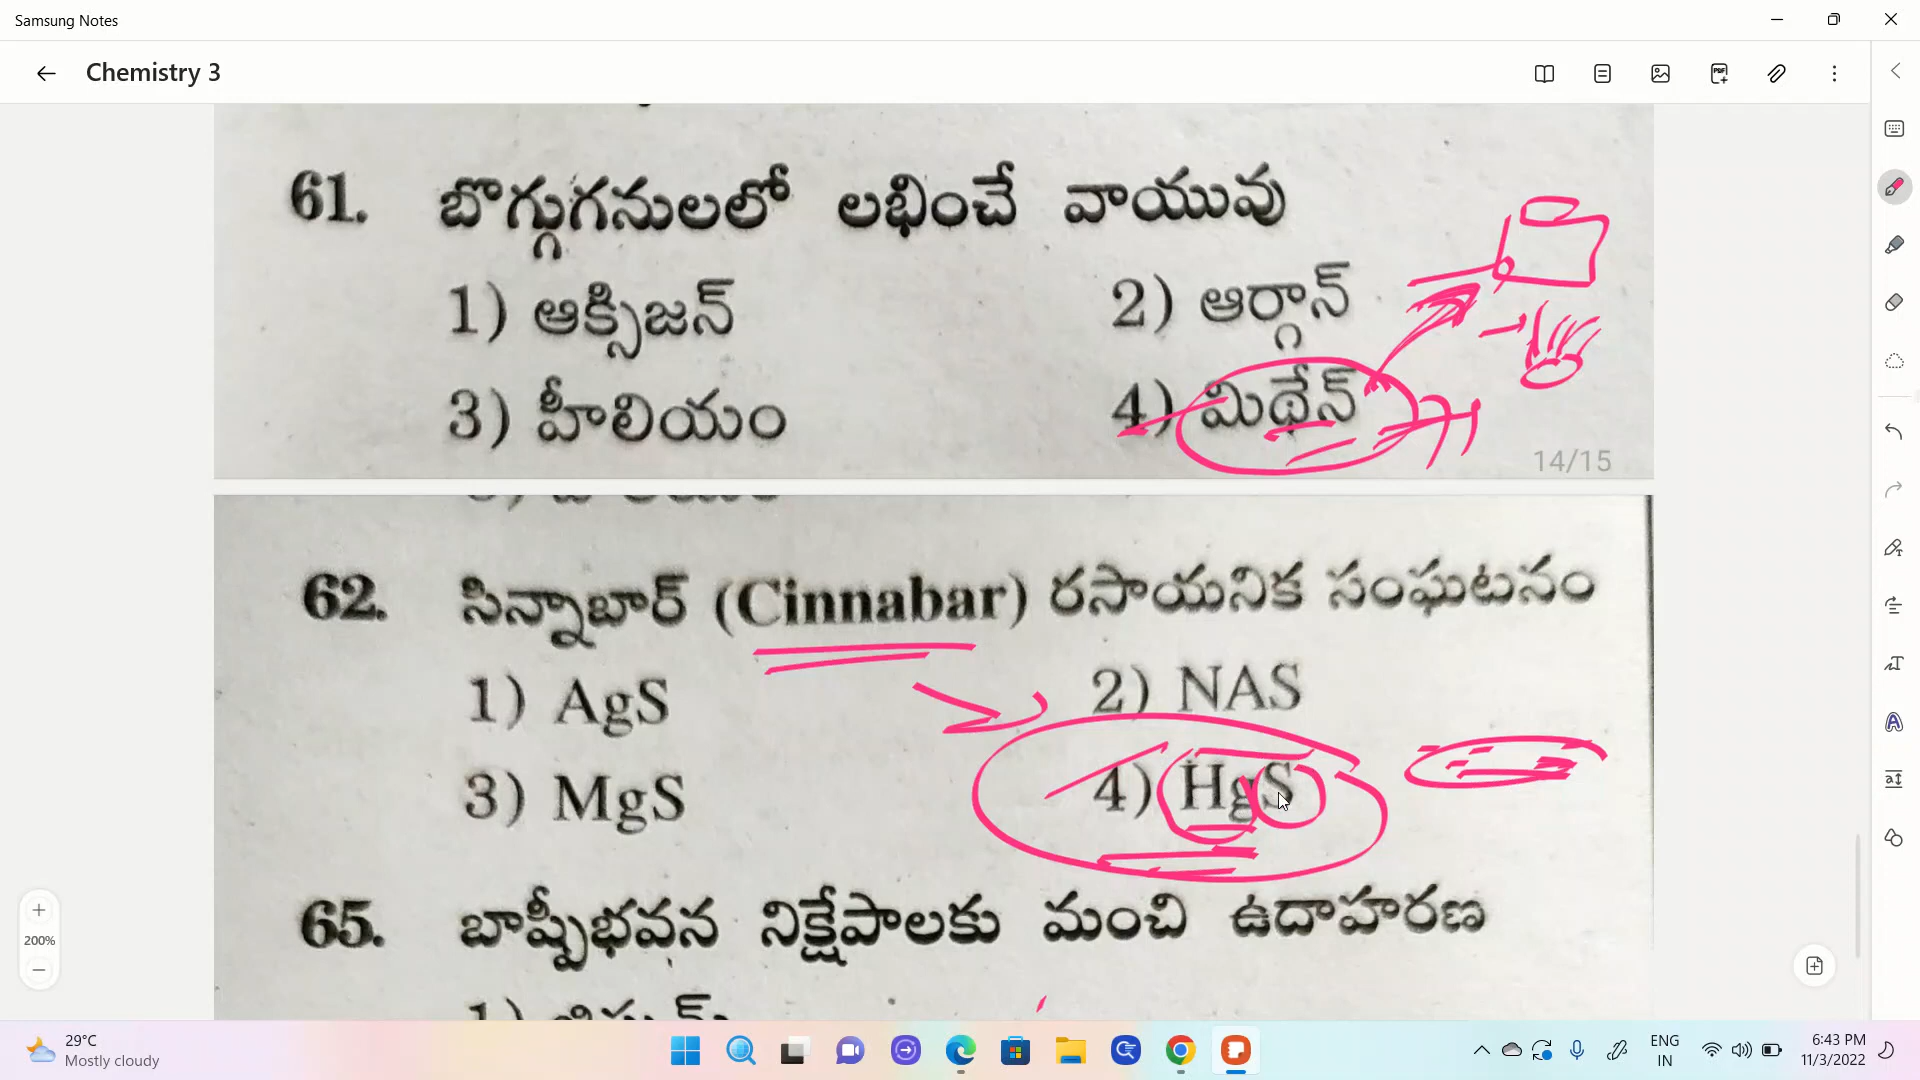 Samsung Notes
Chemistry 3
61. బొగ్గుగనులలో లభించే వాయువు
1) ఆక్సిజన్ 2) ఆర్గాన్
3) హీలియం 4) మిథేన్
14/15
62. సిన్నాబార్ (Cinnabar) రసాయనిక సంఘటనం
1) AgS 2) NAS
3) MgS 4) HgS
65. బాష్పీభవన నిక్షేపాలకు మంచి ఉదాహరణ
1)
200%
29°C
Mostly cloudy
ENG
IN
6:43 PM
11/3/2022